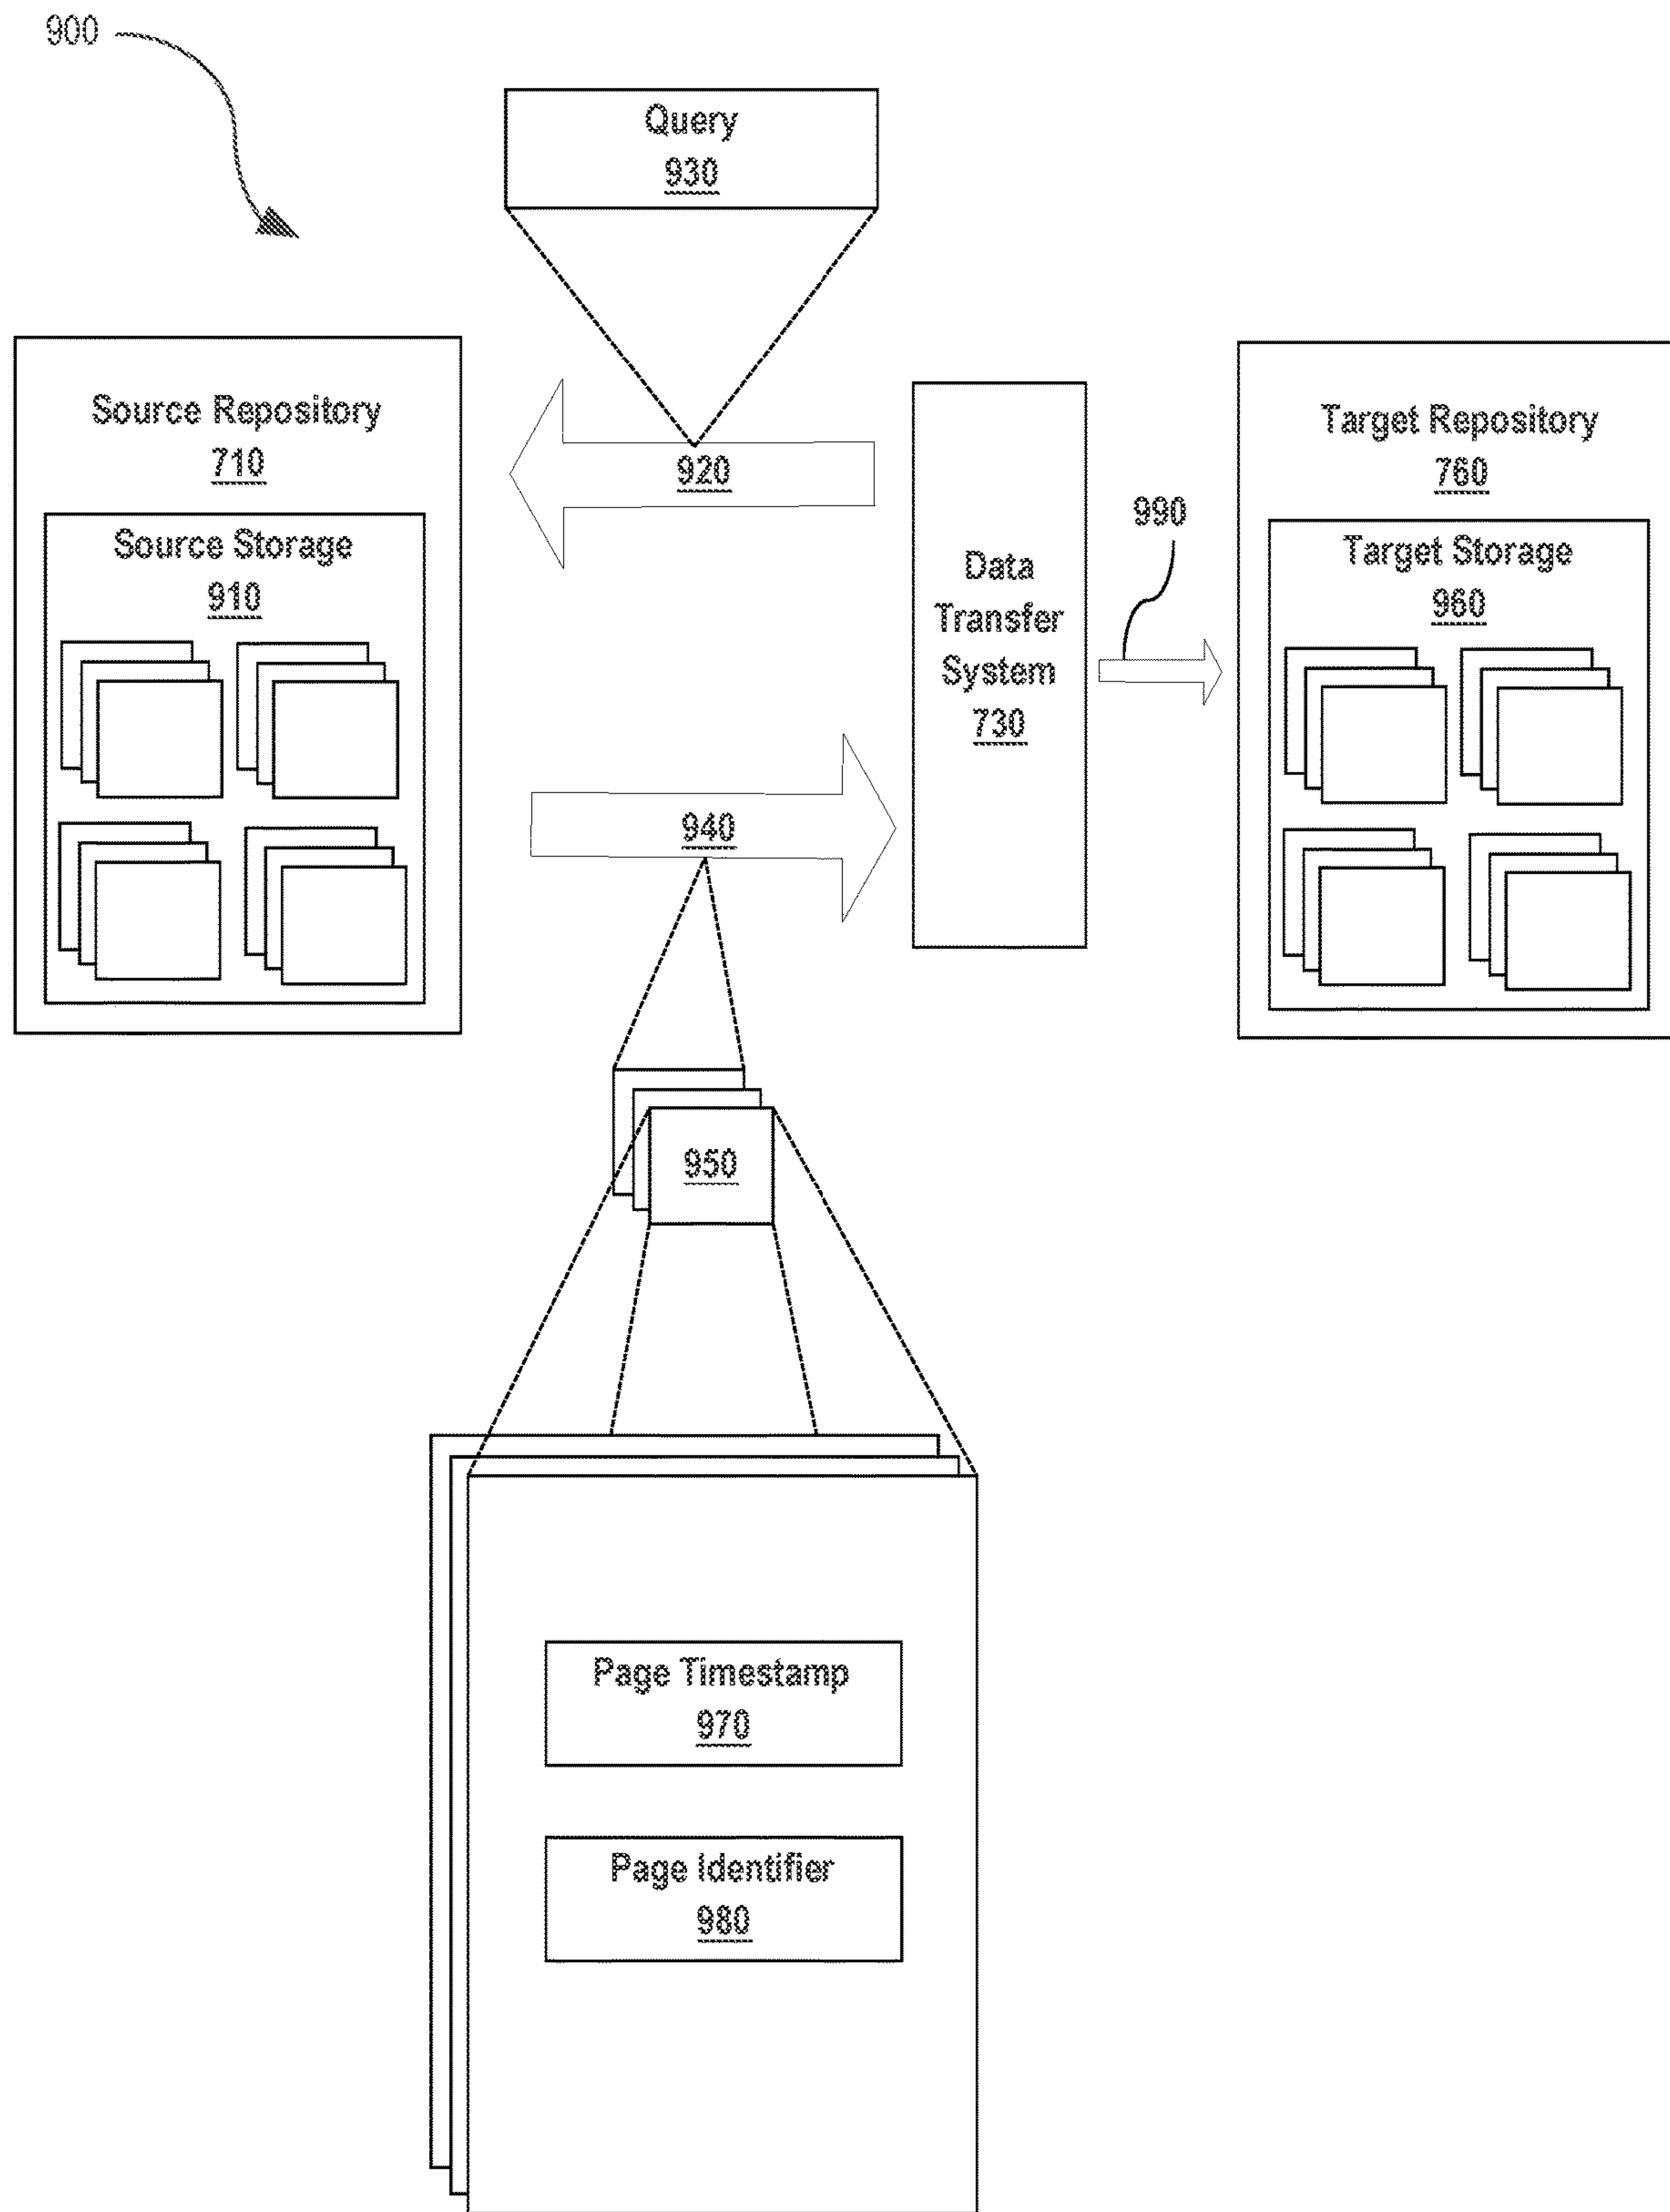 900
Query
930
Source Repository
710
Source Storage
910
920
Data
Transfer
System
730
990
Target Repository
760
Target Storage
960
940
950
Page Timestamp
970
Page Identifier
980